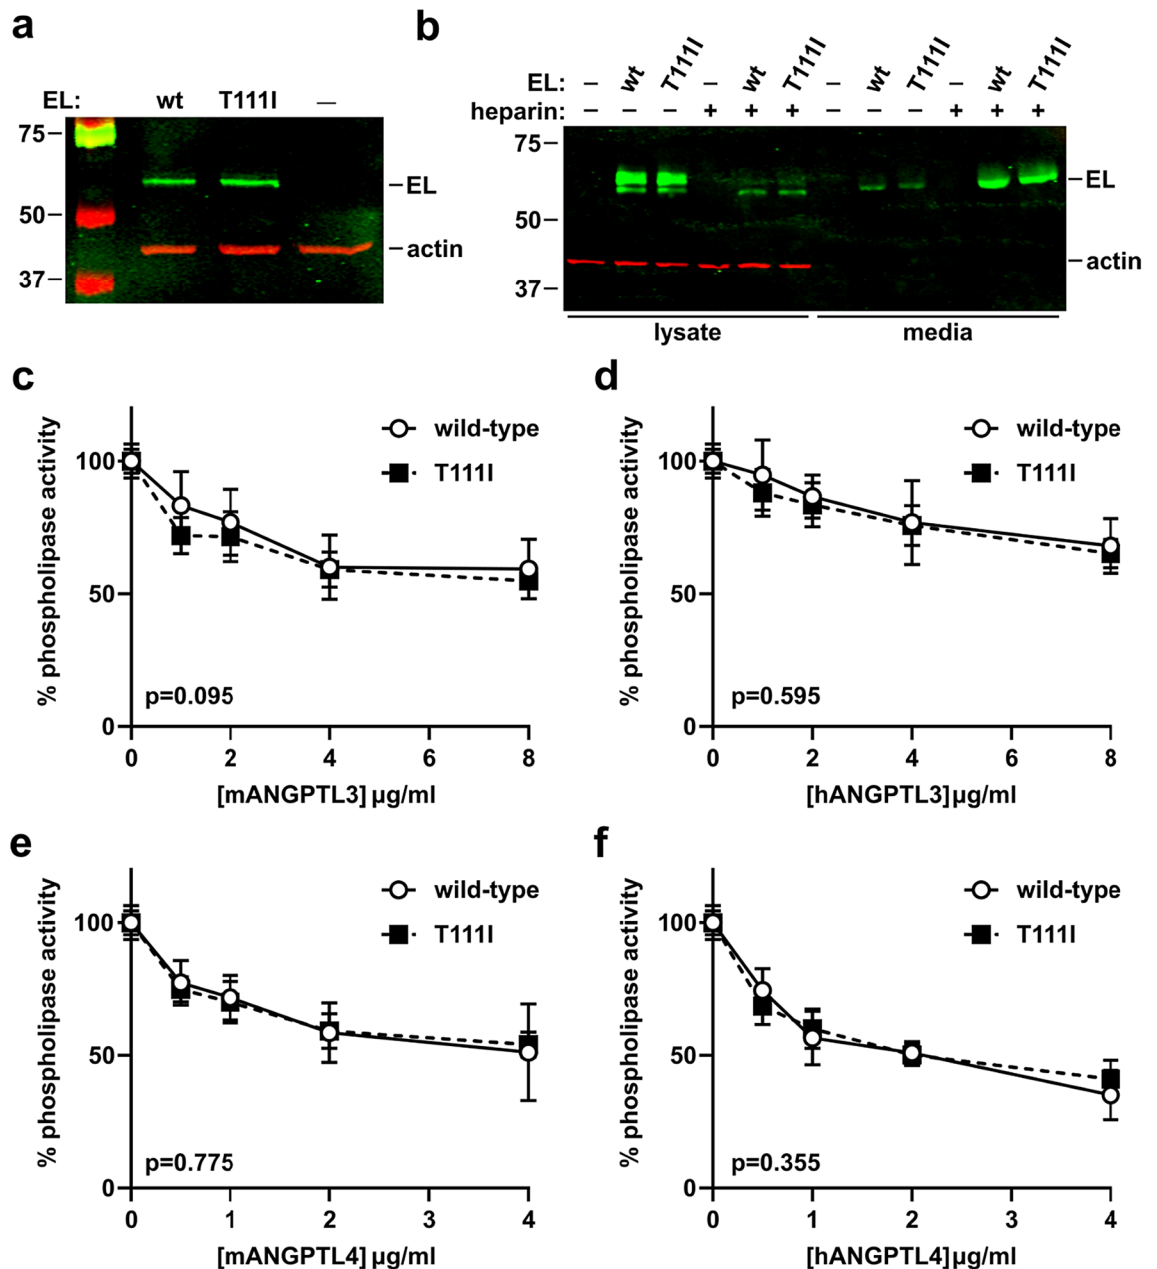 a
EL: wt T111I —
75
50
37
EL
actin
b
EL: – wt T111I – wt T111I – wt T111I – wt T111I
heparin: – – – + + + – – – + + +
75
50
37
EL
actin
lysate media
c
% phospholipase activity
100
50
0
wild-type
T111I
p=0.095
0 2 4 6 8
[mANGPTL3] µg/ml
d
% phospholipase activity
100
50
0
wild-type
T111I
p=0.595
0 2 4 6 8
[hANGPTL3]µg/ml
e
% phospholipase activity
100
50
0
wild-type
T111I
p=0.775
0 1 2 3 4
[mANGPTL4] µg/ml
f
% phospholipase activity
100
50
0
wild-type
T111I
p=0.355
0 1 2 3 4
[hANGPTL4]µg/ml